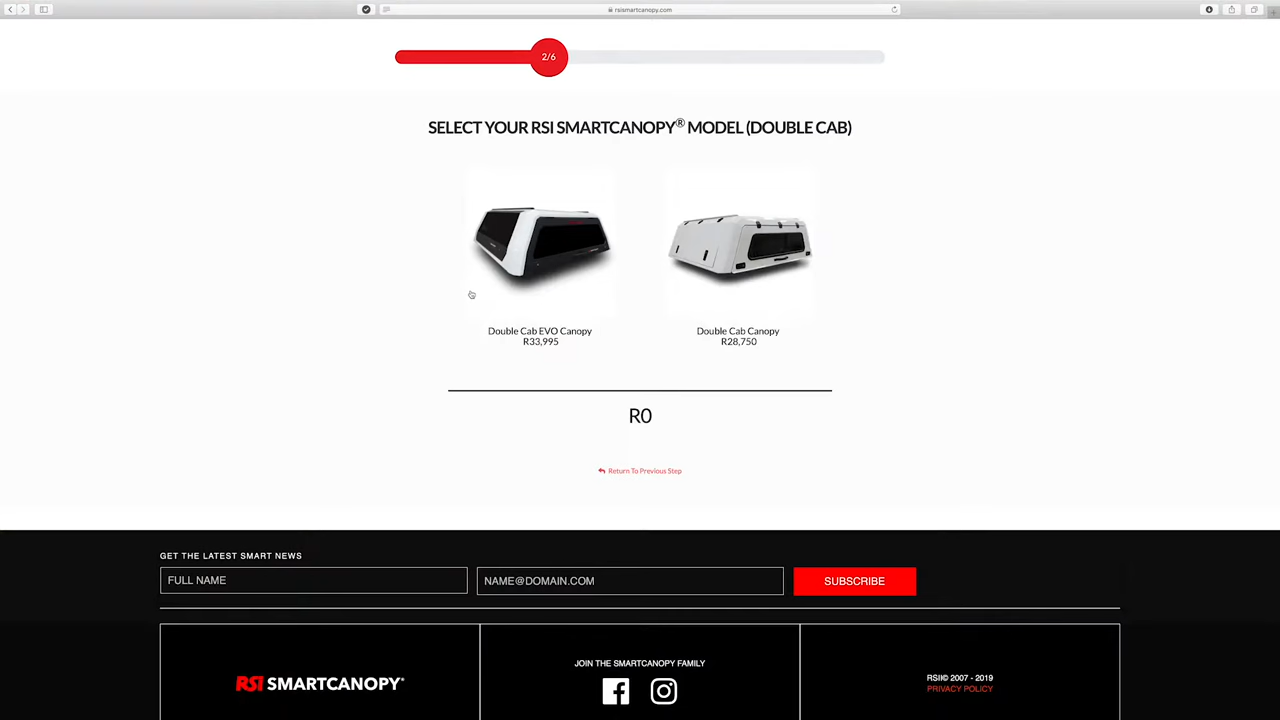 rsismartcanopy.com
2/6
SELECT YOUR RSI SMARTCANOPY® MODEL (DOUBLE CAB)
Double Cab EVO Canopy
R33,995
Double Cab Canopy
R28,750
R0
Return To Previous Step
GET THE LATEST SMART NEWS
FULL NAME
NAME@DOMAIN.COM
SUBSCRIBE
RSI SMARTCANOPY®
JOIN THE SMARTCANOPY FAMILY
RSI© 2007 - 2019
PRIVACY POLICY